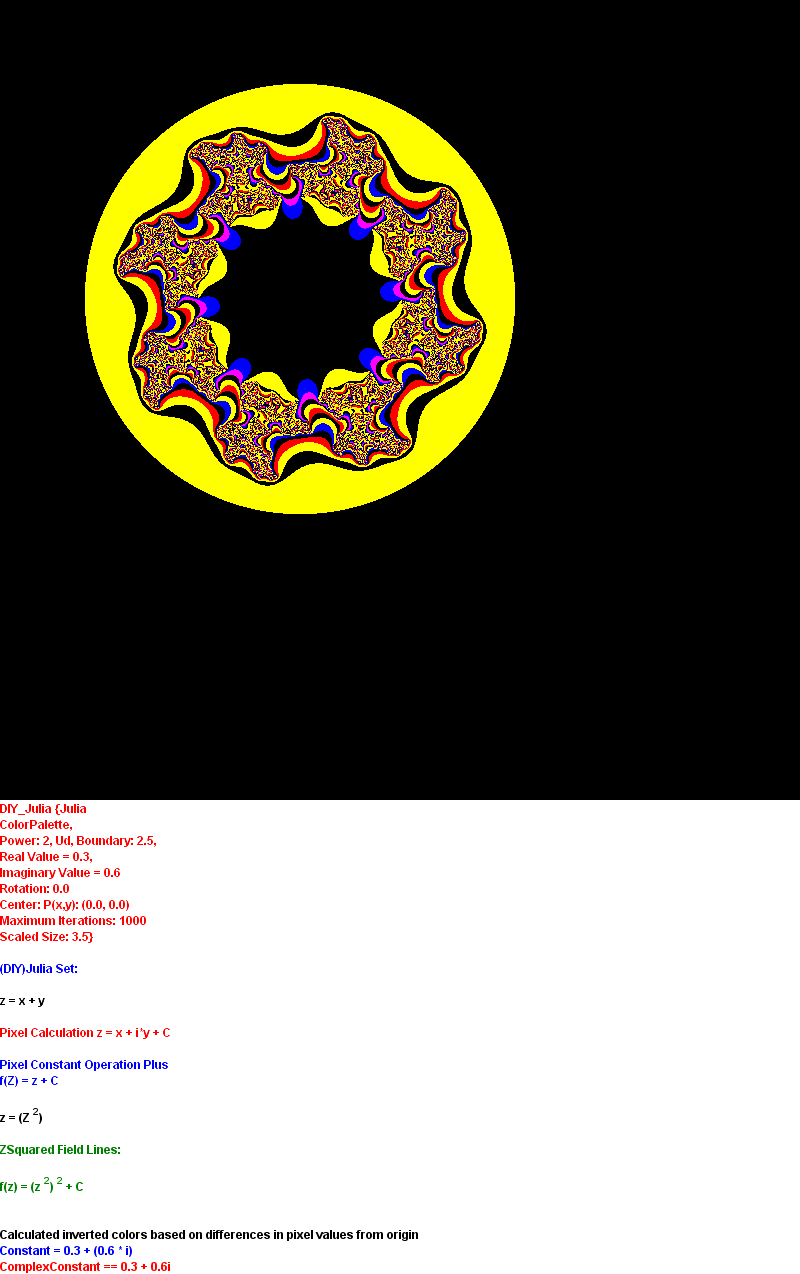 DIY_Julia {Julia
ColorPalette,
Power: 2, Ud, Boundary: 2.5,
Real Value = 0.3,
Imaginary Value = 0.6
Rotation: 0.0
Center: P(x,y): (0.0, 0.0)
Maximum Iterations: 1000
Scaled Size: 3.5}
(DIY)Julia Set:
z = x + y
Pixel Calculation z = x + i*y + C
Pixel Constant Operation Plus
f(Z) = z + C
z = (Z ²)
ZSquared Field Lines:
f(z) = (z ²) ² + C
Calculated inverted colors based on differences in pixel values from origin
Constant = 0.3 + (0.6 * i)
ComplexConstant == 0.3 + 0.6i